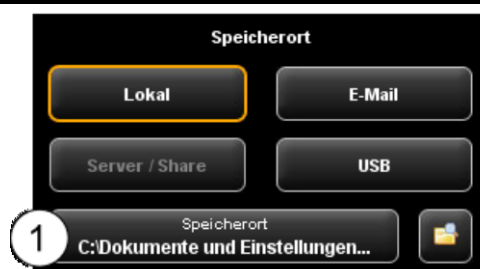 Speicherort
Lokal
E-Mail
Server / Share
USB
1
Speicherort
C:\Dokumente und Einstellungen...